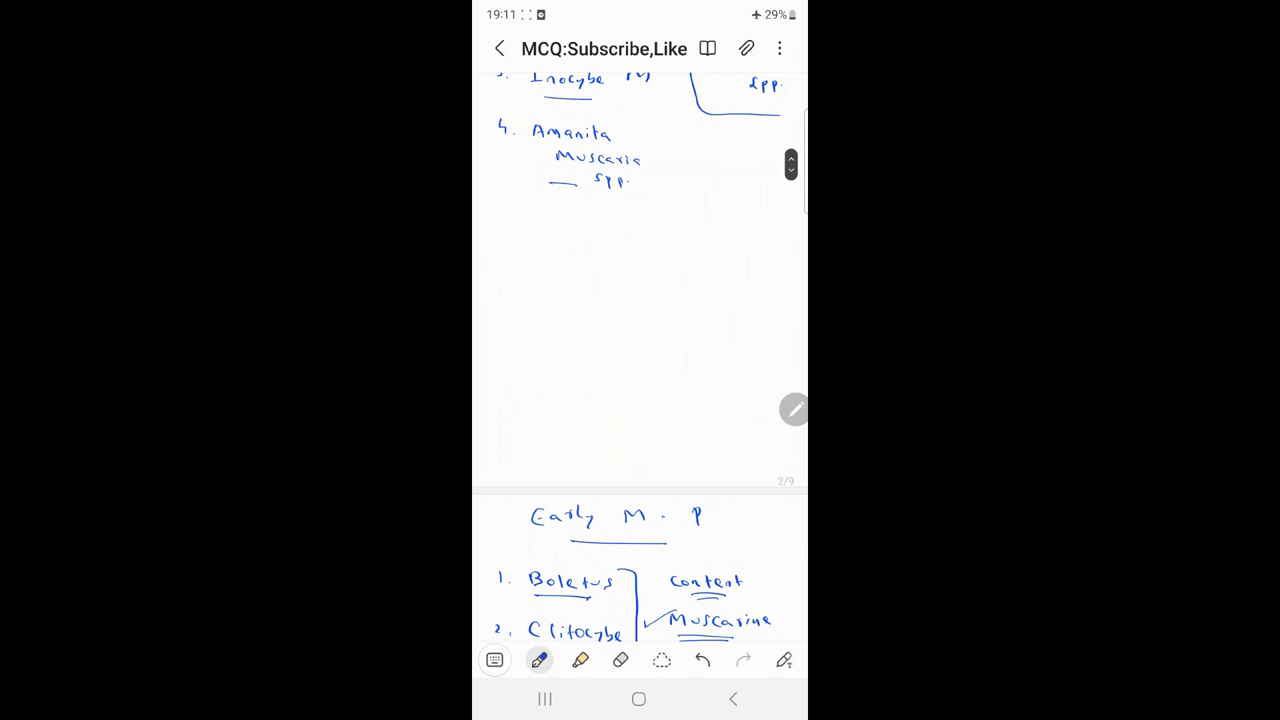 19:11 29%
MCQ:Subscribe,Like
3. Inocybe (v)
Spp.
4. Amanita
Muscaria
Spp.
2/9
Early M. P
1. Boletus content
2. Clitocybe Muscarine